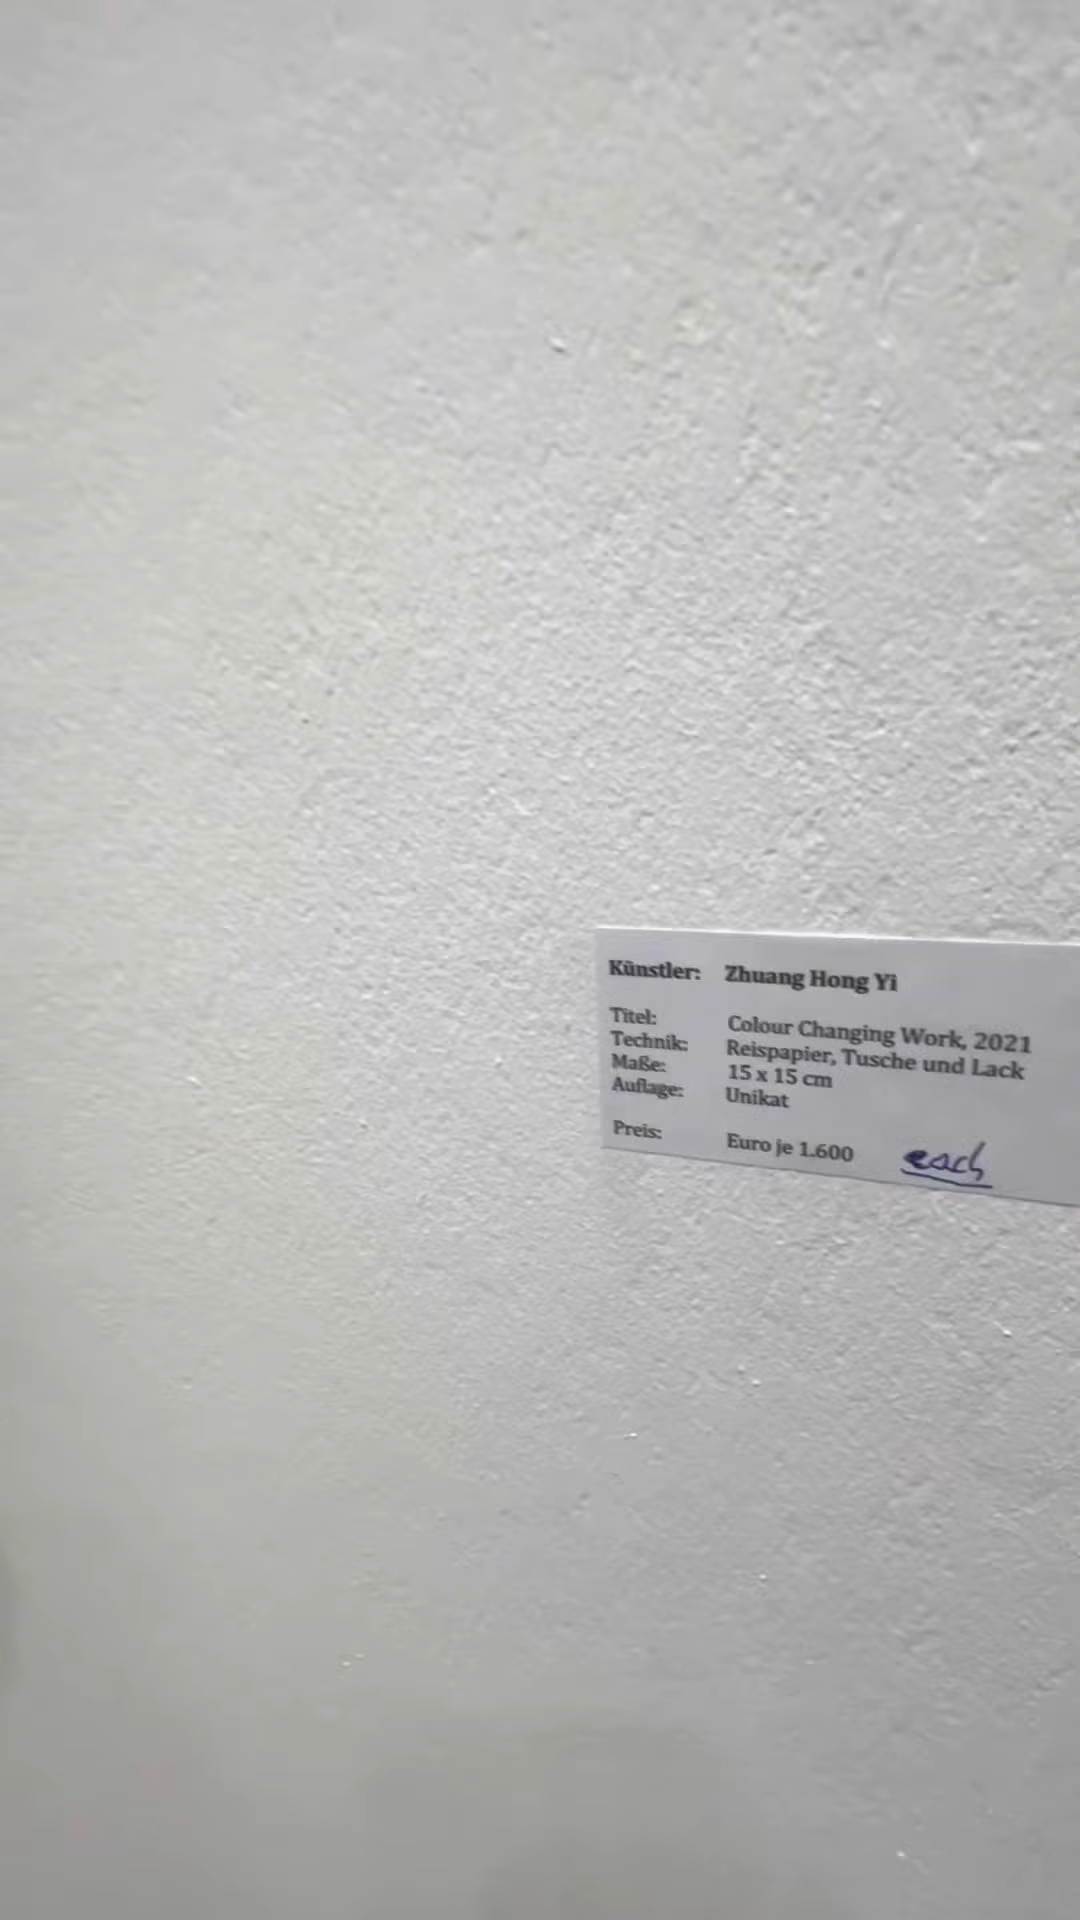 Künstler: Zhuang Hong Yi
Titel: Colour Changing Work, 2021
Technik: Reispapier, Tusche und Lack
Maße: 15 x 15 cm
Auflage: Unikat
Preis: Euro je 1.600 each